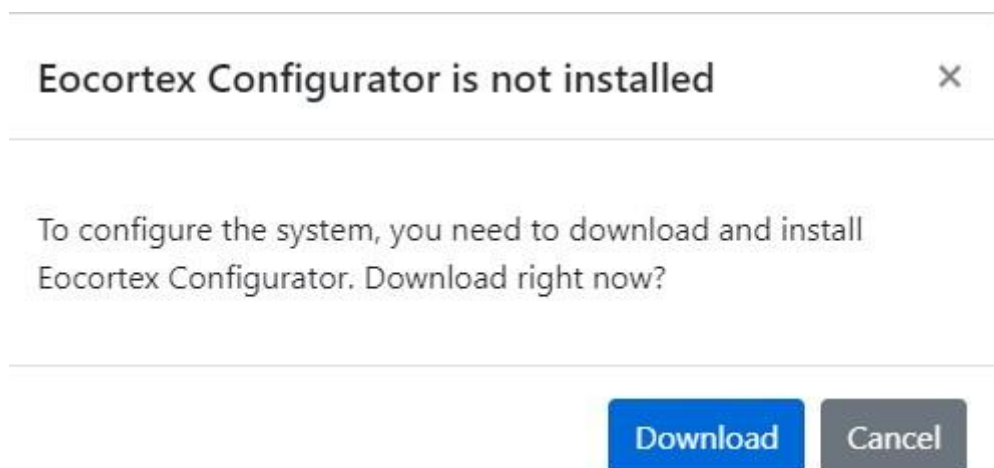 Eocortex Configurator is not installed
×
To configure the system, you need to download and install
Eocortex Configurator. Download right now?
Download
Cancel